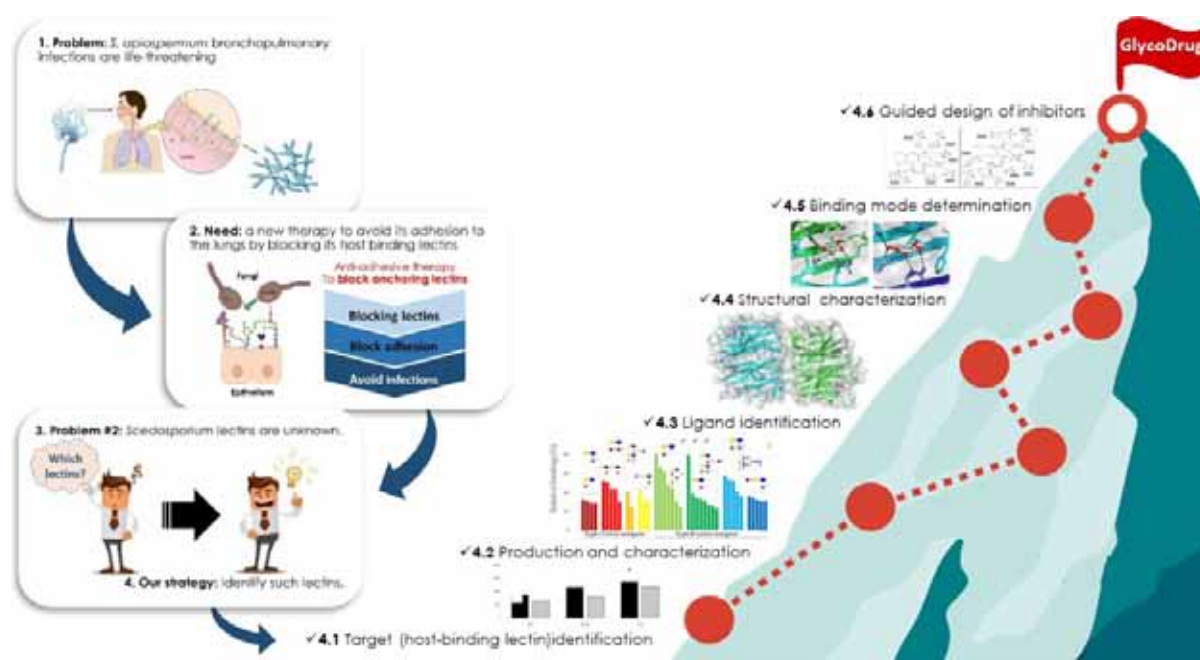 1. Problem: S. apiospermum bronchopulmonary
infections are life-threatening
2. Need: a new therapy to avoid its adhesion to
the lungs by blocking its host binding lectins
Fungi
Epithelium
Anti-adhesive therapy
To block anchoring lectins
Blocking lectins
Block adhesion
Avoid infections
3. Problem #2: Scedosporium lectins are unknown.
Which
lectins?
4. Our strategy: Identify such lectins.
✓4.1 Target (host-binding lectin)identification
✓4.2 Production and characterization
✓4.3 Ligand identification
✓4.4 Structural characterization
✓4.5 Binding mode determination
✓4.6 Guided design of inhibitors
GlycoDrug